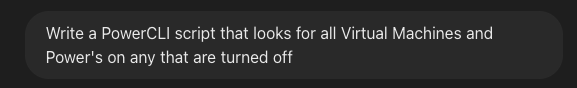 Write a PowerCLI script that looks for all Virtual Machines and
Power's on any that are turned off